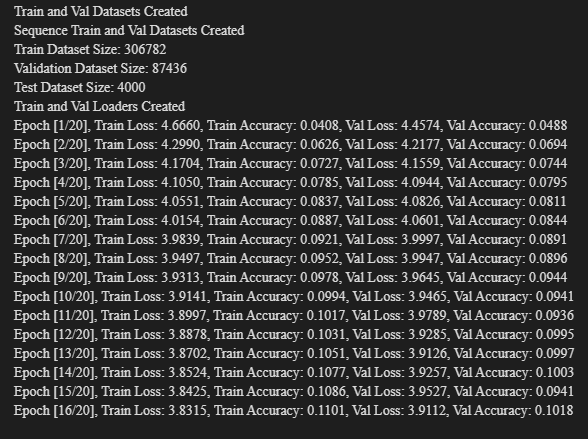 Train and Val Datasets Created
Sequence Train and Val Datasets Created
Train Dataset Size: 306782
Validation Dataset Size: 87436
Test Dataset Size: 4000
Train and Val Loaders Created
Epoch [1/20], Train Loss: 4.6660, Train Accuracy: 0.0408, Val Loss: 4.4574, Val Accuracy: 0.0488
Epoch [2/20], Train Loss: 4.2990, Train Accuracy: 0.0626, Val Loss: 4.2177, Val Accuracy: 0.0694
Epoch [3/20], Train Loss: 4.1704, Train Accuracy: 0.0727, Val Loss: 4.1559, Val Accuracy: 0.0744
Epoch [4/20], Train Loss: 4.1050, Train Accuracy: 0.0785, Val Loss: 4.0944, Val Accuracy: 0.0795
Epoch [5/20], Train Loss: 4.0551, Train Accuracy: 0.0837, Val Loss: 4.0826, Val Accuracy: 0.0811
Epoch [6/20], Train Loss: 4.0154, Train Accuracy: 0.0887, Val Loss: 4.0601, Val Accuracy: 0.0844
Epoch [7/20], Train Loss: 3.9839, Train Accuracy: 0.0921, Val Loss: 3.9997, Val Accuracy: 0.0891
Epoch [8/20], Train Loss: 3.9497, Train Accuracy: 0.0952, Val Loss: 3.9947, Val Accuracy: 0.0896
Epoch [9/20], Train Loss: 3.9313, Train Accuracy: 0.0978, Val Loss: 3.9645, Val Accuracy: 0.0944
Epoch [10/20], Train Loss: 3.9141, Train Accuracy: 0.0994, Val Loss: 3.9465, Val Accuracy: 0.0941
Epoch [11/20], Train Loss: 3.8997, Train Accuracy: 0.1017, Val Loss: 3.9789, Val Accuracy: 0.0936
Epoch [12/20], Train Loss: 3.8878, Train Accuracy: 0.1031, Val Loss: 3.9285, Val Accuracy: 0.0995
Epoch [13/20], Train Loss: 3.8702, Train Accuracy: 0.1051, Val Loss: 3.9126, Val Accuracy: 0.0997
Epoch [14/20], Train Loss: 3.8524, Train Accuracy: 0.1077, Val Loss: 3.9257, Val Accuracy: 0.1003
Epoch [15/20], Train Loss: 3.8425, Train Accuracy: 0.1086, Val Loss: 3.9527, Val Accuracy: 0.0941
Epoch [16/20], Train Loss: 3.8315, Train Accuracy: 0.1101, Val Loss: 3.9112, Val Accuracy: 0.1018